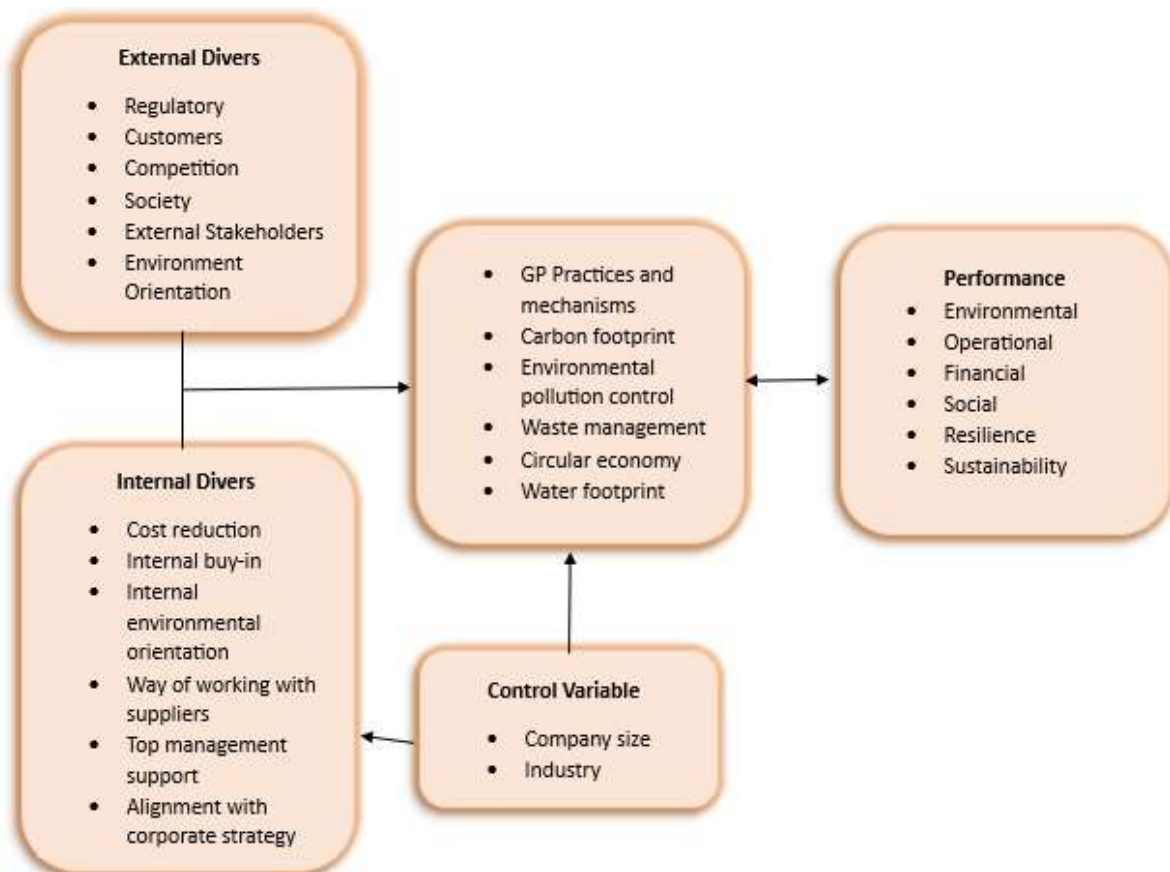 External Divers
• Regulatory
• Customers
• Competition
• Society
• External Stakeholders
• Environment
Orientation
• GP Practices and
mechanisms
• Carbon footprint
• Environmental
pollution control
• Waste management
• Circular economy
• Water footprint
Performance
• Environmental
• Operational
• Financial
• Social
• Resilience
• Sustainability
Internal Divers
• Cost reduction
• Internal buy-in
• Internal
environmental
orientation
• Way of working with
suppliers
• Top management
support
• Alignment with
corporate strategy
Control Variable
• Company size
• Industry